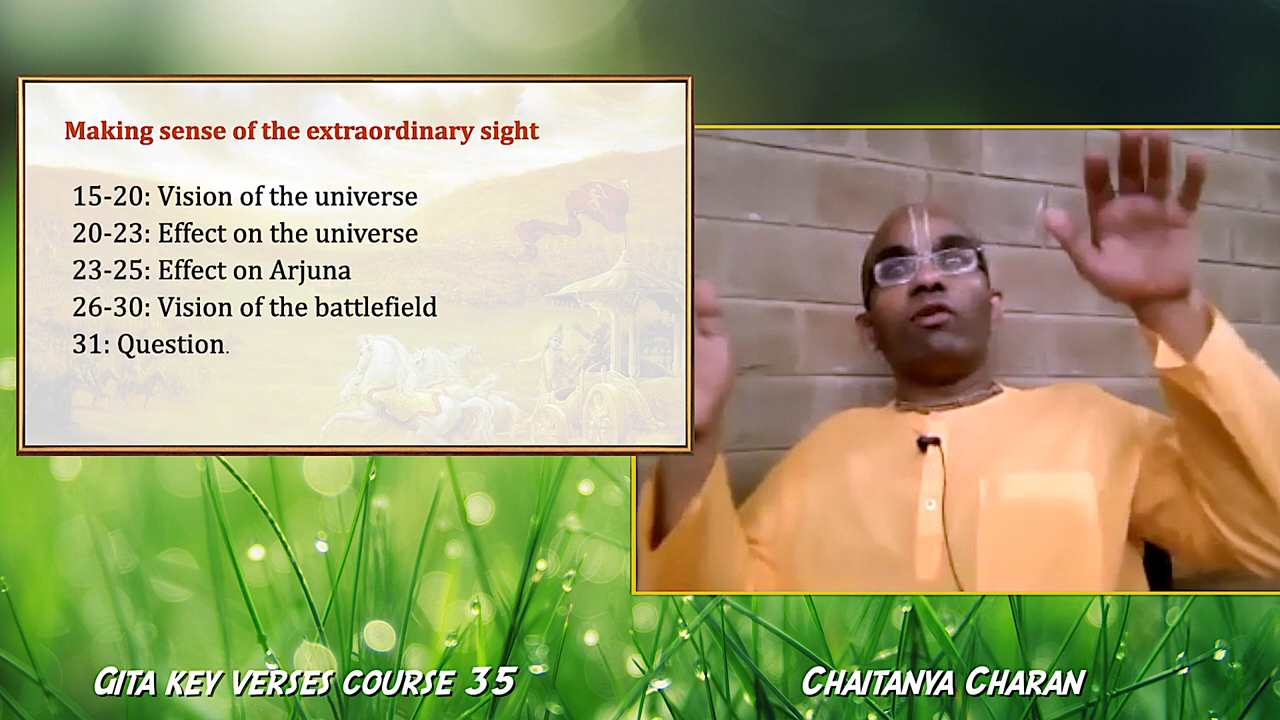 Making sense of the extraordinary sight
15-20: Vision of the universe
20-23: Effect on the universe
23-25: Effect on Arjuna
26-30: Vision of the battlefield
31: Question.
GITA KEY VERSES COURSE 35
CHAITANYA CHARAN